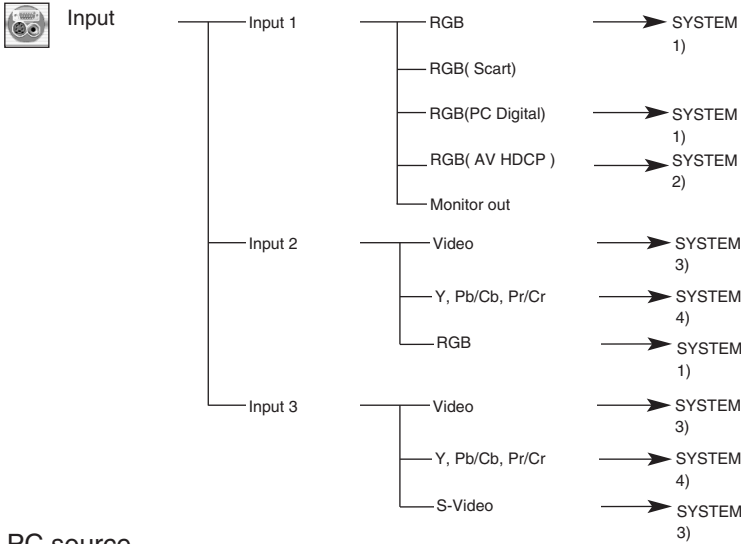 Input
Input 1
RGB
SYSTEM
1)
RGB( Scart)
RGB(PC Digital)
SYSTEM
1)
RGB( AV HDCP )
SYSTEM
2)
Monitor out
Input 2
Video
SYSTEM
3)
Y, Pb/Cb, Pr/Cr
SYSTEM
4)
RGB
SYSTEM
1)
Input 3
Video
SYSTEM
3)
Y, Pb/Cb, Pr/Cr
SYSTEM
4)
S-Video
SYSTEM
3)
PC source